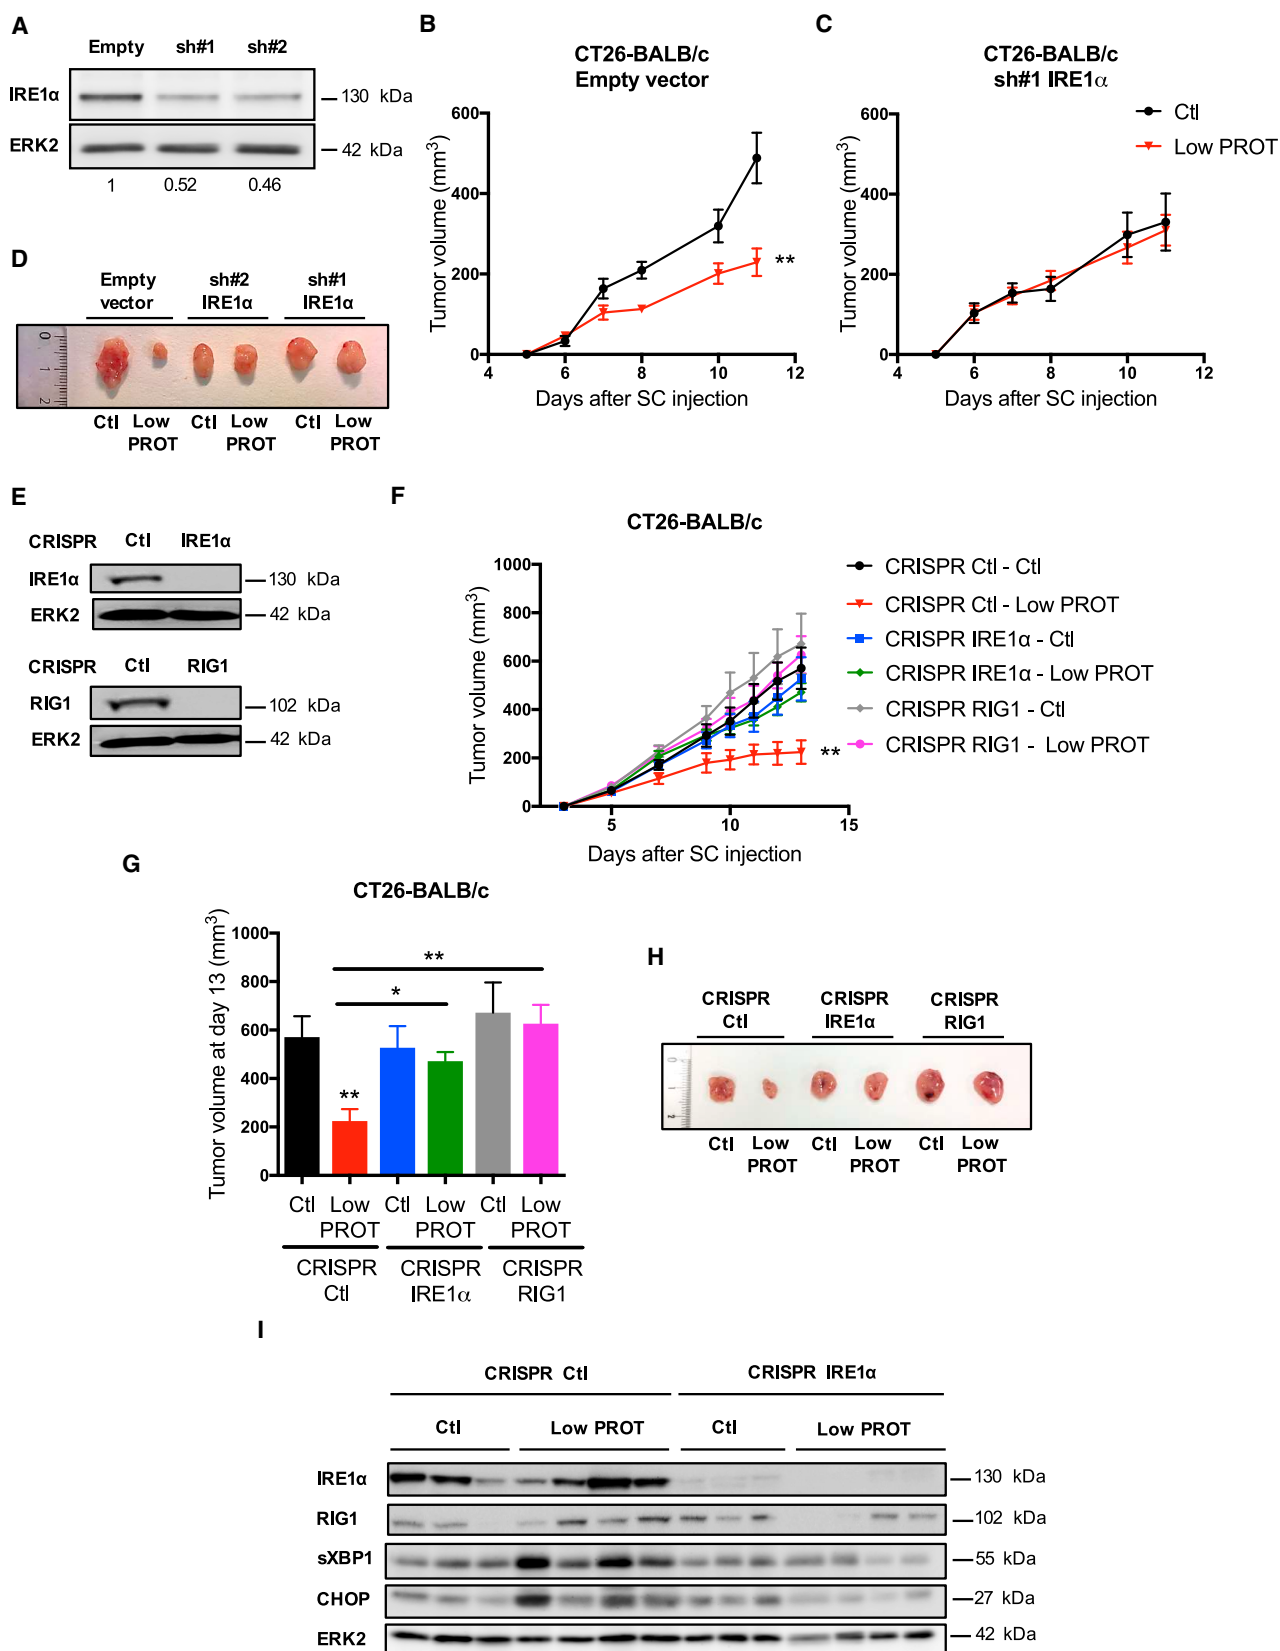 A
Empty sh#1 sh#2
IRE1α
130 kDa
ERK2
42 kDa
1 0.52 0.46
B
CT26-BALB/c
Empty vector
Tumor volume (mm3)
600
400
200
0
4 6 8 10 12
Days after SC injection
**
C
CT26-BALB/c
sh#1 IRE1α
Ctl
Low PROT
Tumor volume (mm3)
600
400
200
0
4 6 8 10 12
Days after SC injection
D
Empty vector
sh#2 IRE1α
sh#1 IRE1α
0
1
2
Ctl Low PROT Ctl Low PROT Ctl Low PROT
E
CRISPR Ctl IRE1α
IRE1α
130 kDa
ERK2
42 kDa
CRISPR Ctl RIG1
RIG1
102 kDa
ERK2
42 kDa
F
CT26-BALB/c
Tumor volume (mm3)
1000
800
600
400
200
0
5 10 15
Days after SC injection
**
CRISPR Ctl - Ctl
CRISPR Ctl - Low PROT
CRISPR IRE1α - Ctl
CRISPR IRE1α - Low PROT
CRISPR RIG1 - Ctl
CRISPR RIG1 - Low PROT
G
CT26-BALB/c
Tumor volume at day 13 (mm3)
1000
800
600
400
200
0
**
*
**
Ctl Low PROT Ctl Low PROT Ctl Low PROT
CRISPR Ctl
CRISPR IRE1α
CRISPR RIG1
H
CRISPR Ctl
CRISPR IRE1α
CRISPR RIG1
0
1
2
Ctl Low PROT Ctl Low PROT Ctl Low PROT
I
CRISPR Ctl CRISPR IRE1α
Ctl Low PROT Ctl Low PROT
IRE1α
130 kDa
RIG1
102 kDa
sXBP1
55 kDa
CHOP
27 kDa
ERK2
42 kDa